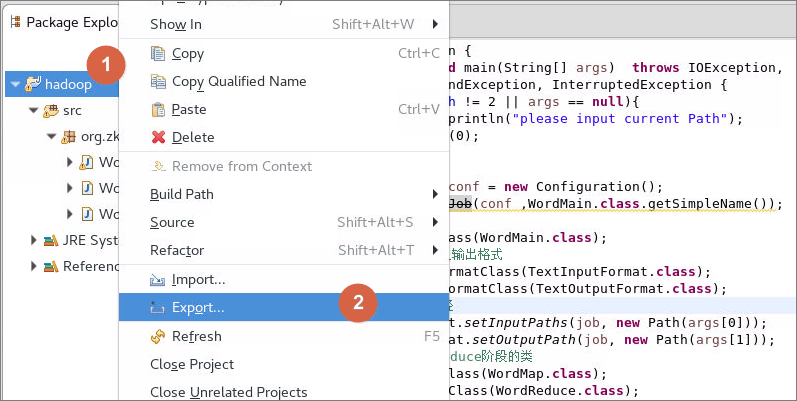 Package Explo
hadoop
src
org.zk
Wo
Wo
Wo
JRE Syst
Reference
1
Show In Shift+Alt+W
Copy Ctrl+C
Copy Qualified Name
Paste Ctrl+V
Delete
Remove from Context
Build Path
Source Shift+Alt+S
Refactor Shift+Alt+T
Import...
Export...
2
Refresh F5
Close Project
Close Unrelated Projects
n {
d main(String[] args)  throws IOException,
ndException, InterruptedException {
h != 2 || args == null){
println("please input current Path");
(0);
conf = new Configuration();
Job(conf ,WordMain.class.getSimpleName());
lass(WordMain.class);
输出格式
ormatClass(TextInputFormat.class);
FormatClass(TextOutputFormat.class);
t.setInputPaths(job, new Path(args[0]));
mat.setOutputPath(job, new Path(args[1]));
duce阶段的类
lass(WordMap.class);
Class(WordReduce.class);